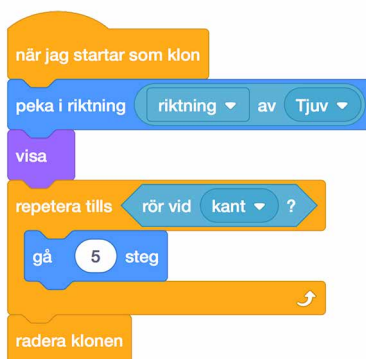 när jag startar som klon
peka i riktning riktning av Tjuv
visa
repetera tills rör vid kant ?
gå 5 steg
radera klonen